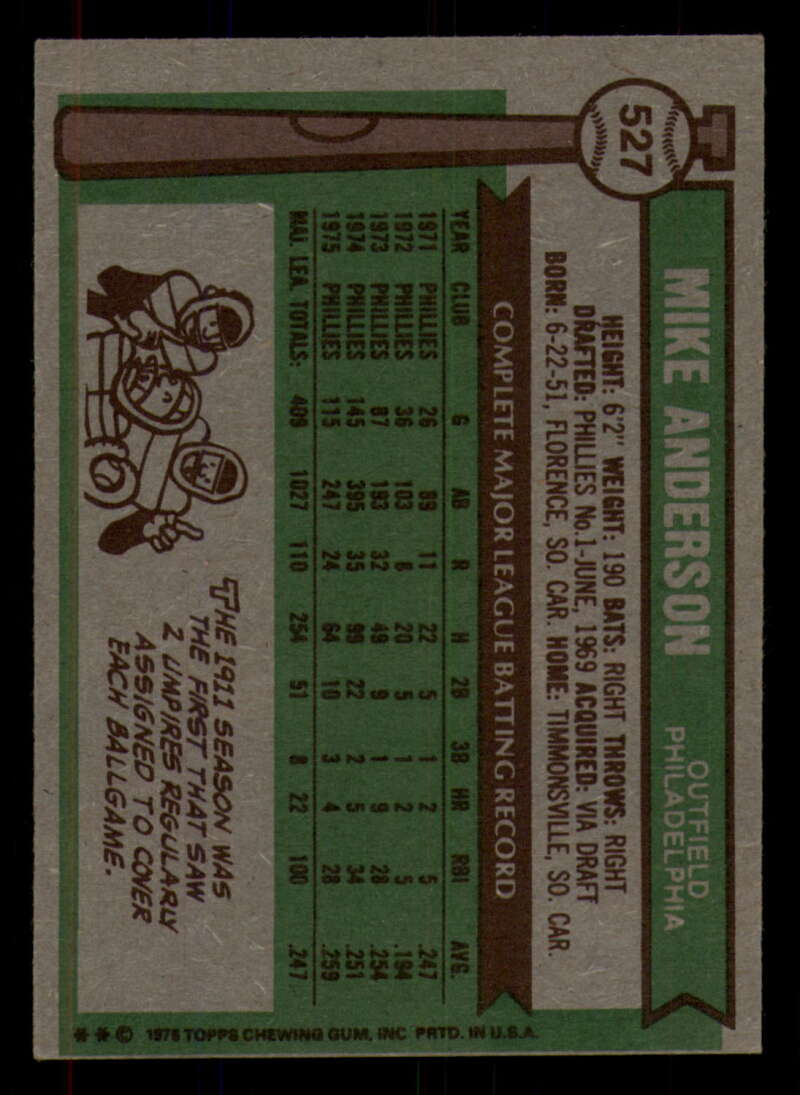 527
MIKE ANDERSON
OUTFIELD
PHILADELPHIA
HEIGHT: 6'2" WEIGHT: 190 BATS: RIGHT THROWS: RIGHT
DRAFTED: PHILLIES No.1-JUNE, 1969 ACQUIRED: VIA DRAFT
BORN: 6-22-51, FLORENCE, SO. CAR. HOME: TIMMONSVILLE, SO. CAR.
COMPLETE MAJOR LEAGUE BATTING RECORD
YEAR CLUB G AB R H 2B 3B HR RBI AVG.
1971 PHILLIES 26 89 11 22 5 1 2 5 .247
1972 PHILLIES 36 103 8 20 5 1 2 5 .194
1973 PHILLIES 87 193 32 49 9 1 9 28 .254
1974 PHILLIES 145 395 35 99 22 2 5 34 .251
1975 PHILLIES 115 247 24 64 10 3 4 28 .259
MAJ. LEA. TOTALS: 409 1027 110 254 51 8 22 100 .247
THE 1911 SEASON WAS
THE FIRST THAT SAW
2 UMPIRES REGULARLY
ASSIGNED TO COVER
EACH BALLGAME.
* * © 1976 TOPPS CHEWING GUM, INC PRTD. IN U.S.A.